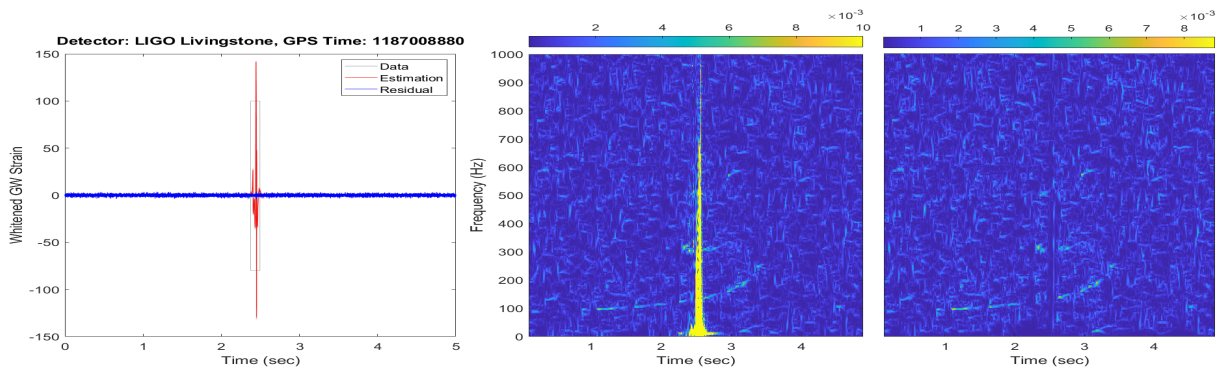 Detector: LIGO Livingstone, GPS Time: 1187008880
Whitened GW Strain
150
100
50
0
-50
-100
-150
0 1 2 3 4 5
Time (sec)
Data
Estimation
Residual
×10⁻³
2 4 6 8 10
Frequency (Hz)
1000
900
800
700
600
500
400
300
200
100
0
1 2 3 4
Time (sec)
×10⁻³
1 2 3 4 5 6 7 8
1 2 3 4
Time (sec)